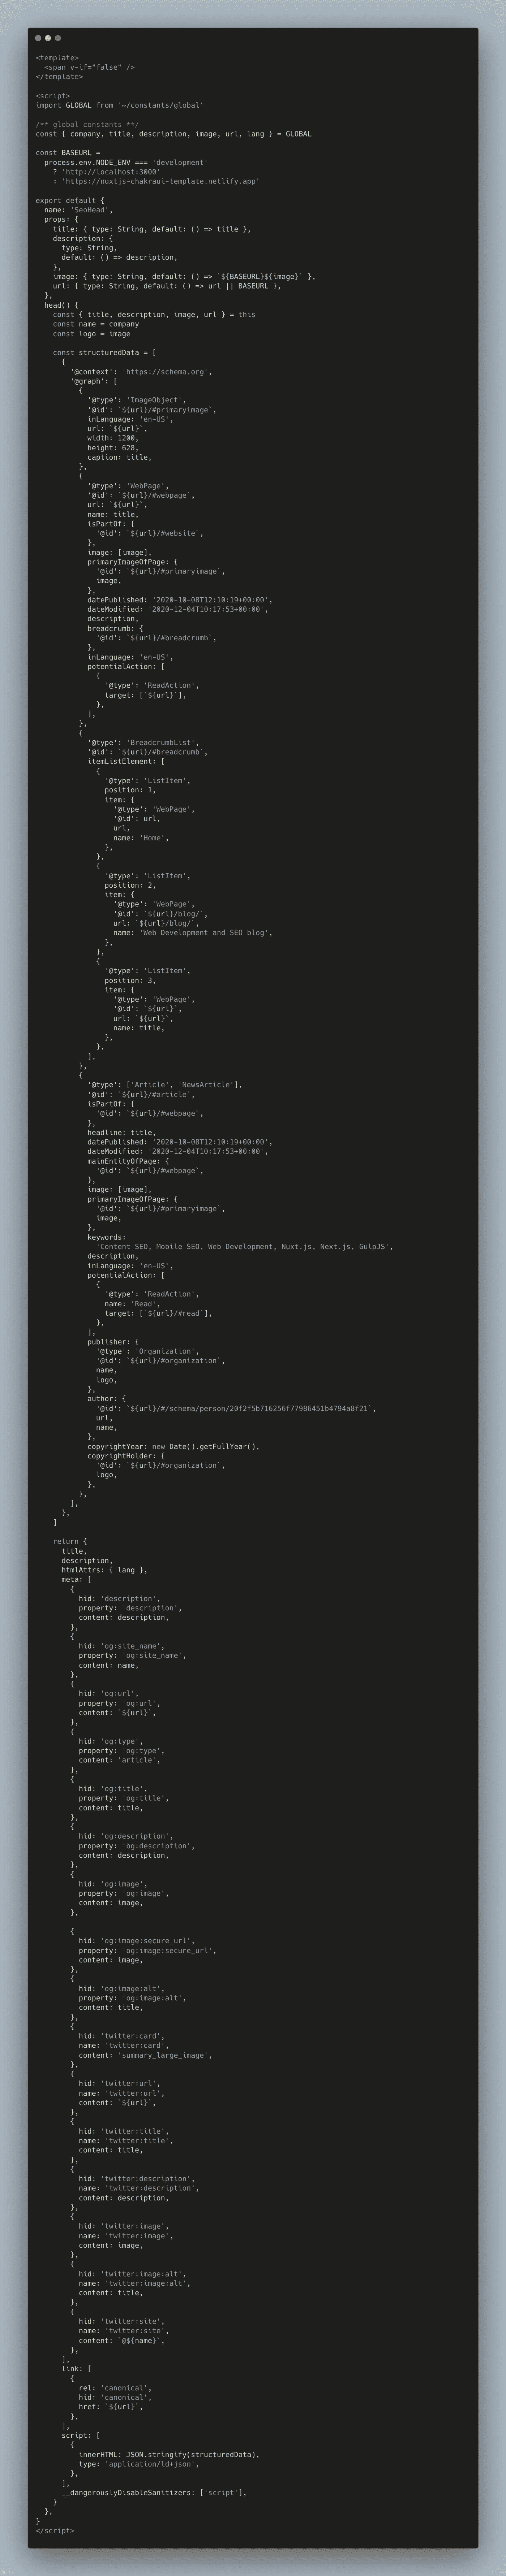 <template>
  <span v-if="false" />
</template>

<script>
import GLOBAL from '~/constants/global'

/** global constants **/
const { company, title, description, image, url, lang } = GLOBAL

const BASEURL =
  process.env.NODE_ENV === 'development'
    ? 'http://localhost:3000'
    : 'https://nuxtjs-chakraui-template.netlify.app'

export default {
  name: 'SeoHead',
  props: {
    title: { type: String, default: () => title },
    description: {
      type: String,
      default: () => description,
    },
    image: { type: String, default: () => `${BASEURL}${image}` },
    url: { type: String, default: () => url || BASEURL },
  },
  head() {
    const { title, description, image, url } = this
    const name = company
    const logo = image

    const structuredData = [
      {
        '@context': 'https://schema.org',
        '@graph': [
          {
            '@type': 'ImageObject',
            '@id': `${url}/#primaryimage`,
            inLanguage: 'en-US',
            url: `${url}`,
            width: 1200,
            height: 628,
            caption: title,
          },
          {
            '@type': 'WebPage',
            '@id': `${url}/#webpage`,
            url: `${url}`,
            name: title,
            isPartOf: {
              '@id': `${url}/#website`,
            },
            image: [image],
            primaryImageOfPage: {
              '@id': `${url}/#primaryimage`,
              image,
            },
            datePublished: '2020-10-08T12:10:19+00:00',
            dateModified: '2020-12-04T10:17:53+00:00',
            description,
            breadcrumb: {
              '@id': `${url}/#breadcrumb`,
            },
            inLanguage: 'en-US',
            potentialAction: [
              {
                '@type': 'ReadAction',
                target: [`${url}`],
              },
            ],
          },
          {
            '@type': 'BreadcrumbList',
            '@id': `${url}/#breadcrumb`,
            itemListElement: [
              {
                '@type': 'ListItem',
                position: 1,
                item: {
                  '@type': 'WebPage',
                  '@id': url,
                  url,
                  name: 'Home',
                },
              },
              {
                '@type': 'ListItem',
                position: 2,
                item: {
                  '@type': 'WebPage',
                  '@id': `${url}/blog/`,
                  url: `${url}/blog/`,
                  name: 'Web Development and SEO blog',
                },
              },
              {
                '@type': 'ListItem',
                position: 3,
                item: {
                  '@type': 'WebPage',
                  '@id': `${url}`,
                  url: `${url}`,
                  name: title,
                },
              },
            ],
          },
          {
            '@type': ['Article', 'NewsArticle'],
            '@id': `${url}/#article`,
            isPartOf: {
              '@id': `${url}/#webpage`,
            },
            headline: title,
            datePublished: '2020-10-08T12:10:19+00:00',
            dateModified: '2020-12-04T10:17:53+00:00',
            mainEntityOfPage: {
              '@id': `${url}/#webpage`,
            },
            image: [image],
            primaryImageOfPage: {
              '@id': `${url}/#primaryimage`,
              image,
            },
            keywords:
              'Content SEO, Mobile SEO, Web Development, Nuxt.js, Next.js, GulpJS',
            description,
            inLanguage: 'en-US',
            potentialAction: [
              {
                '@type': 'ReadAction',
                name: 'Read',
                target: [`${url}/#read`],
              },
            ],
            publisher: {
              '@type': 'Organization',
              '@id': `${url}/#organization`,
              name,
              logo,
            },
            author: {
              '@id': `${url}/#/schema/person/20f2f5b716256f77986451b4794a8f21`,
              url,
              name,
            },
            copyrightYear: new Date().getFullYear(),
            copyrightHolder: {
              '@id': `${url}/#organization`,
              logo,
            },
          },
        ],
      },
    ]

    return {
      title,
      description,
      htmlAttrs: { lang },
      meta: [
        {
          hid: 'description',
          property: 'description',
          content: description,
        },
        {
          hid: 'og:site_name',
          property: 'og:site_name',
          content: name,
        },
        {
          hid: 'og:url',
          property: 'og:url',
          content: `${url}`,
        },
        {
          hid: 'og:type',
          property: 'og:type',
          content: 'article',
        },
        {
          hid: 'og:title',
          property: 'og:title',
          content: title,
        },
        {
          hid: 'og:description',
          property: 'og:description',
          content: description,
        },
        {
          hid: 'og:image',
          property: 'og:image',
          content: image,
        },

        {
          hid: 'og:image:secure_url',
          property: 'og:image:secure_url',
          content: image,
        },
        {
          hid: 'og:image:alt',
          property: 'og:image:alt',
          content: title,
        },
        {
          hid: 'twitter:card',
          name: 'twitter:card',
          content: 'summary_large_image',
        },
        {
          hid: 'twitter:url',
          name: 'twitter:url',
          content: `${url}`,
        },
        {
          hid: 'twitter:title',
          name: 'twitter:title',
          content: title,
        },
        {
          hid: 'twitter:description',
          name: 'twitter:description',
          content: description,
        },
        {
          hid: 'twitter:image',
          name: 'twitter:image',
          content: image,
        },
        {
          hid: 'twitter:image:alt',
          name: 'twitter:image:alt',
          content: title,
        },
        {
          hid: 'twitter:site',
          name: 'twitter:site',
          content: `@${name}`,
        },
      ],
      link: [
        {
          rel: 'canonical',
          hid: 'canonical',
          href: `${url}`,
        },
      ],
      script: [
        {
          innerHTML: JSON.stringify(structuredData),
          type: 'application/ld+json',
        },
      ],
      __dangerouslyDisableSanitizers: ['script'],
    }
  },
}
</script>